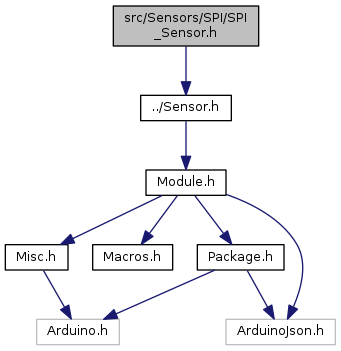 src/Sensors/SPI/SPI
_Sensor.h
../Sensor.h
Module.h
Misc.h
Macros.h
Package.h
Arduino.h
ArduinoJson.h